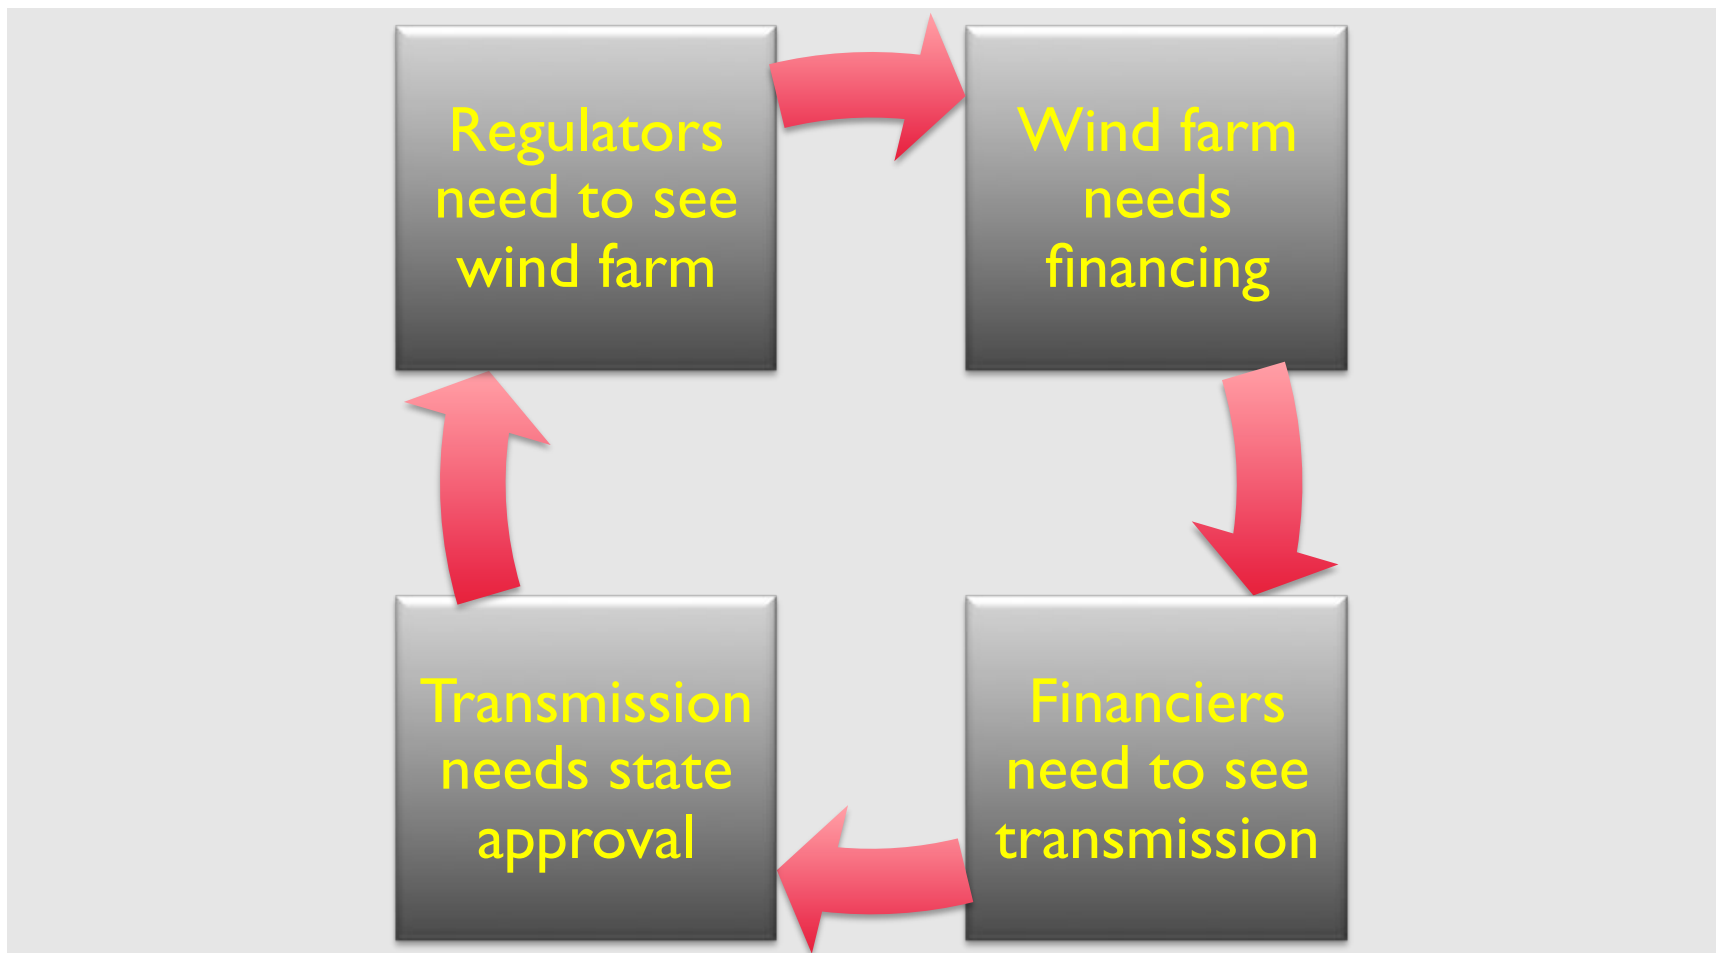 Regulators
need to see
wind farm
Wind farm
needs
financing
Financiers
need to see
transmission
Transmission
needs state
approval